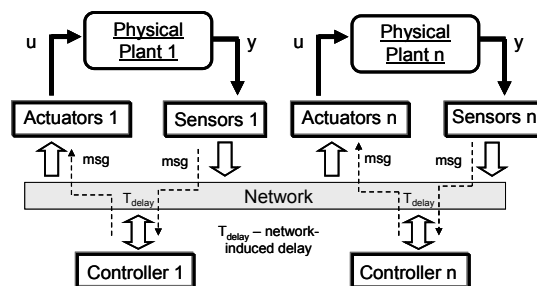 u
Physical
Plant 1
y
u
Physical
Plant n
y
Actuators 1
Sensors 1
Actuators n
Sensors n
msg
msg
msg
msg
Tdelay
Network
Tdelay
Tdelay – network-
induced delay
Controller 1
Controller n